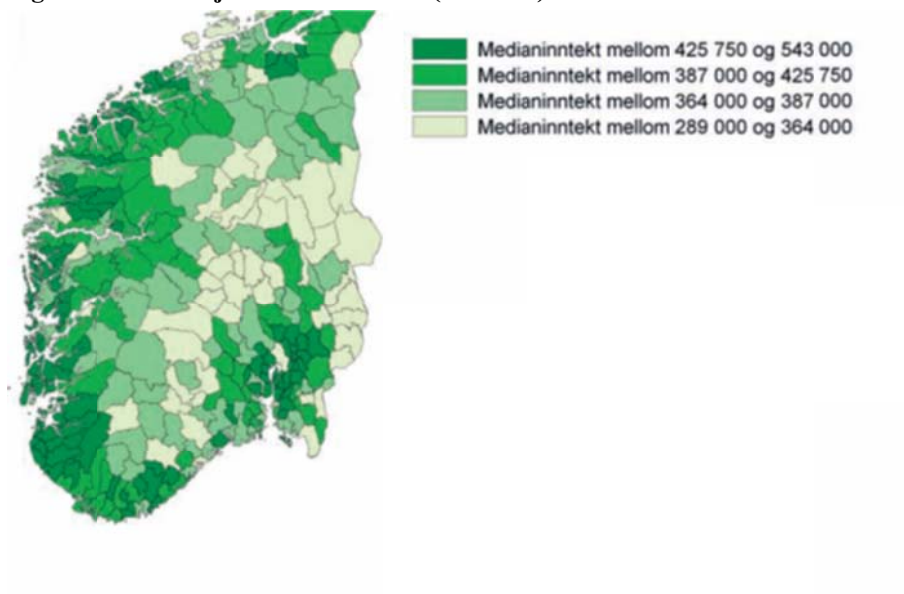 Medianinntekt mellom 425 750 og 543 000
Medianinntekt mellom 387 000 og 425 750
Medianinntekt mellom 364 000 og 387 000
Medianinntekt mellom 289 000 og 364 000